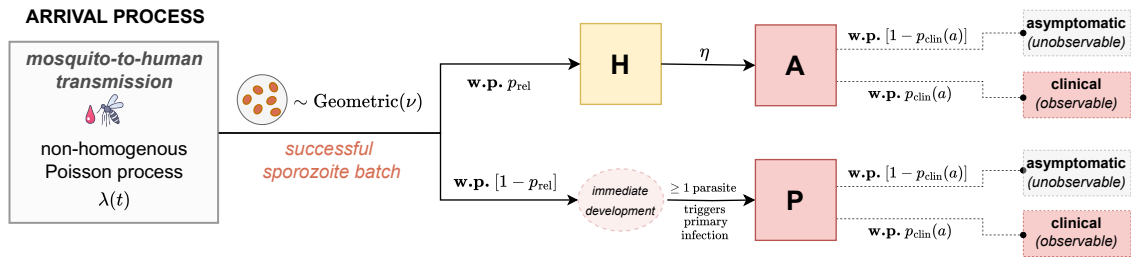 ARRIVAL PROCESS
mosquito-to-human
transmission
non-homogenous
Poisson process
λ(t)
∼ Geometric(ν)
successful
sporozoite batch
w.p. p_rel
H
η
A
w.p. [1 − p_clin(a)]
asymptomatic
(unobservable)
w.p. p_clin(a)
clinical
(observable)
w.p. [1 − p_rel]
immediate
development
≥ 1 parasite
triggers
primary
infection
P
w.p. [1 − p_clin(a)]
asymptomatic
(unobservable)
w.p. p_clin(a)
clinical
(observable)